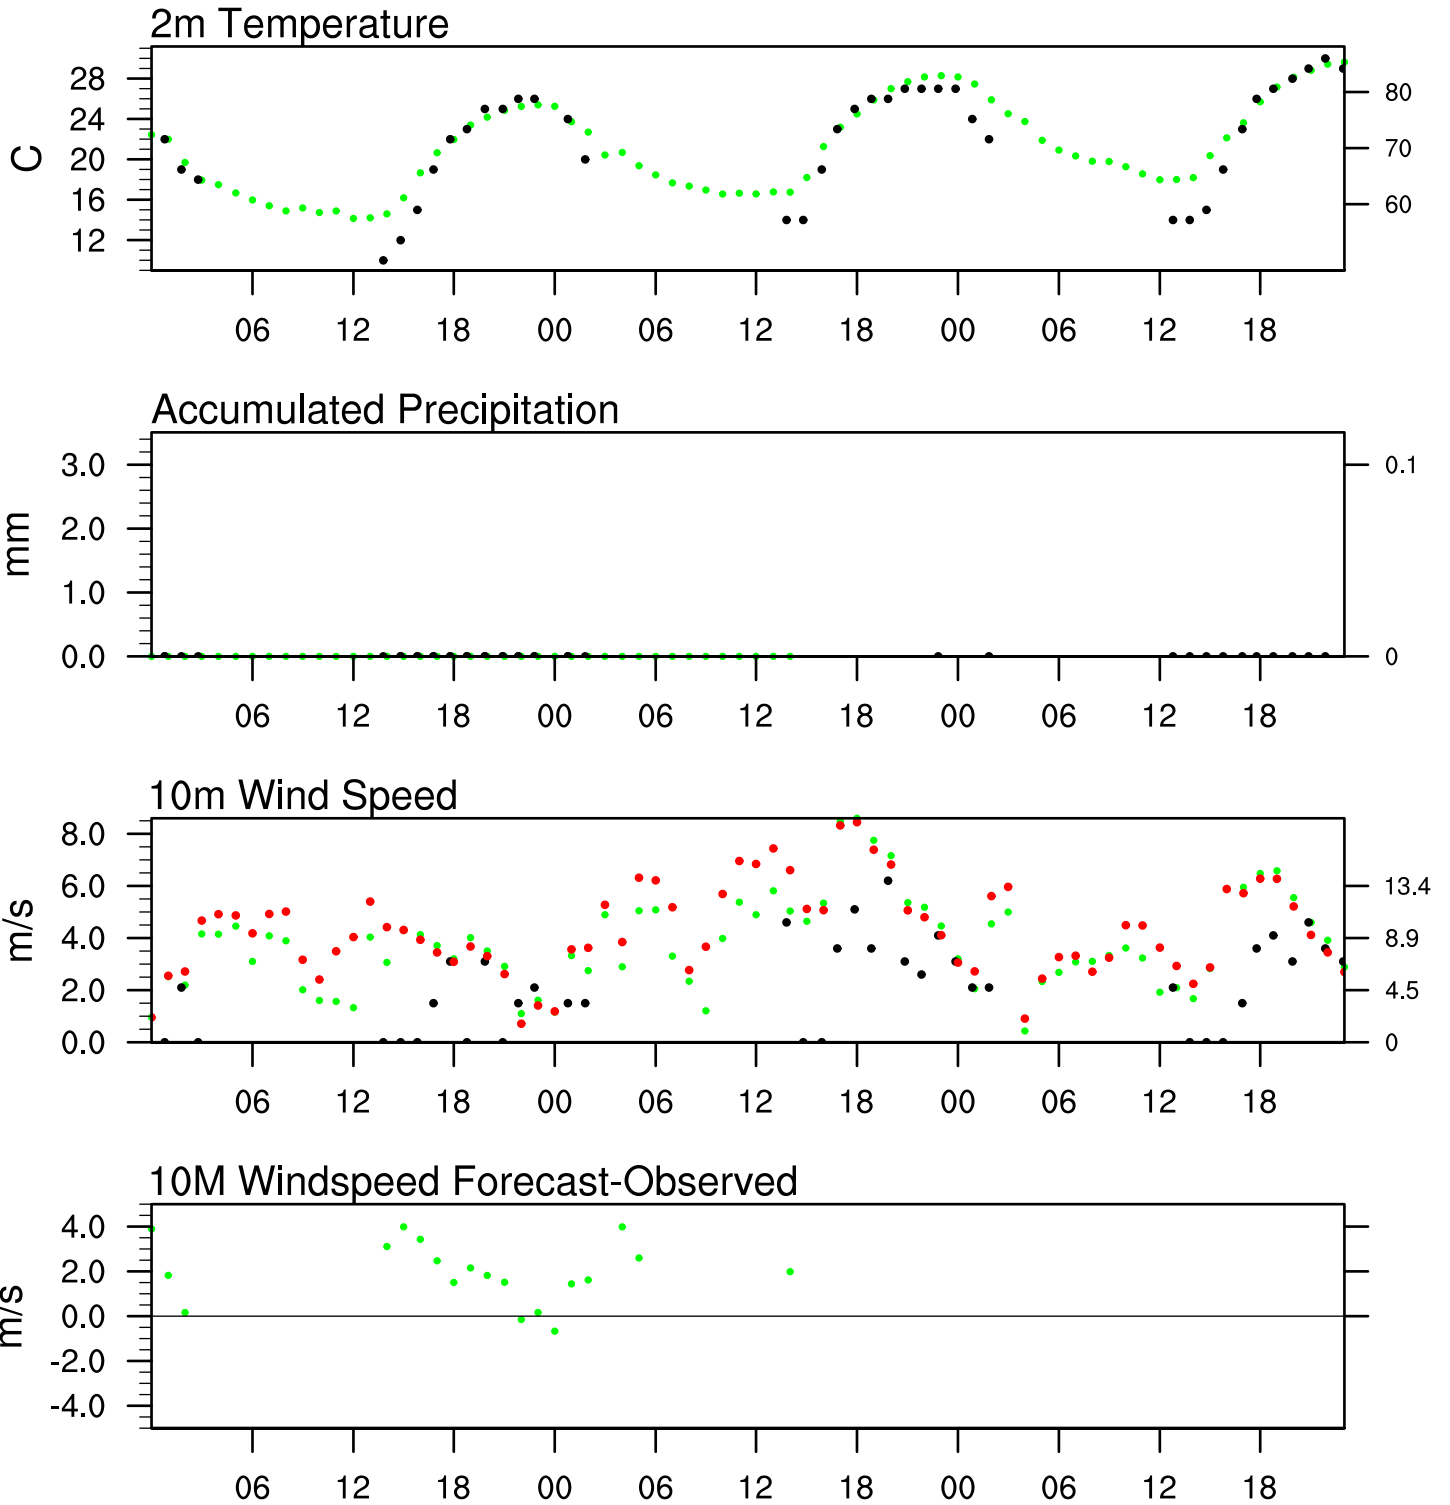 2m Temperature
C
28
24
20
16
12
80
70
60
06 12 18 00 06 12 18 00 06 12 18
Accumulated Precipitation
mm
3.0
2.0
1.0
0.0
0.1
0
06 12 18 00 06 12 18 00 06 12 18
10m Wind Speed
m/s
8.0
6.0
4.0
2.0
0.0
13.4
8.9
4.5
0
06 12 18 00 06 12 18 00 06 12 18
10M Windspeed Forecast-Observed
m/s
4.0
2.0
0.0
-2.0
-4.0
06 12 18 00 06 12 18 00 06 12 18